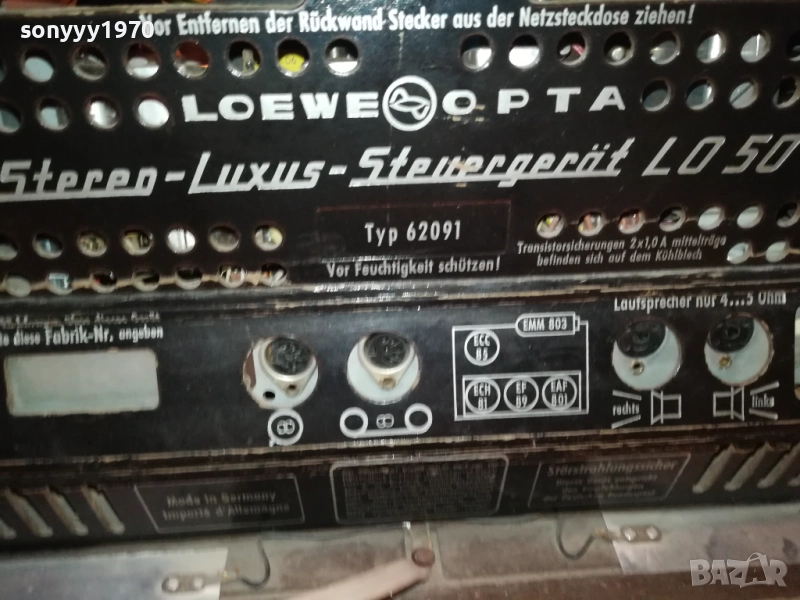 sonyyy1970
Vor Entfernen der Rückwand Stecker aus der Netzsteckdose ziehen!
LOEWE OPTA
Stereo-Luxus-Steuergerät LO 50
Typ 62091
Transistorsicherungen 2x1,0 A mittelträge
befinden sich auf dem Kühlblech
Vor Feuchtigkeit schützen!
diese Fabrik-Nr. angeben
Lautsprecher nur 4...5 Ohm
EMM 803
ECC
85
ECH
81
EF
89
EAF
801
rechts
links
Made in Germany
Importé d'Allemagne
Störstrahlungssicher
BAZAR